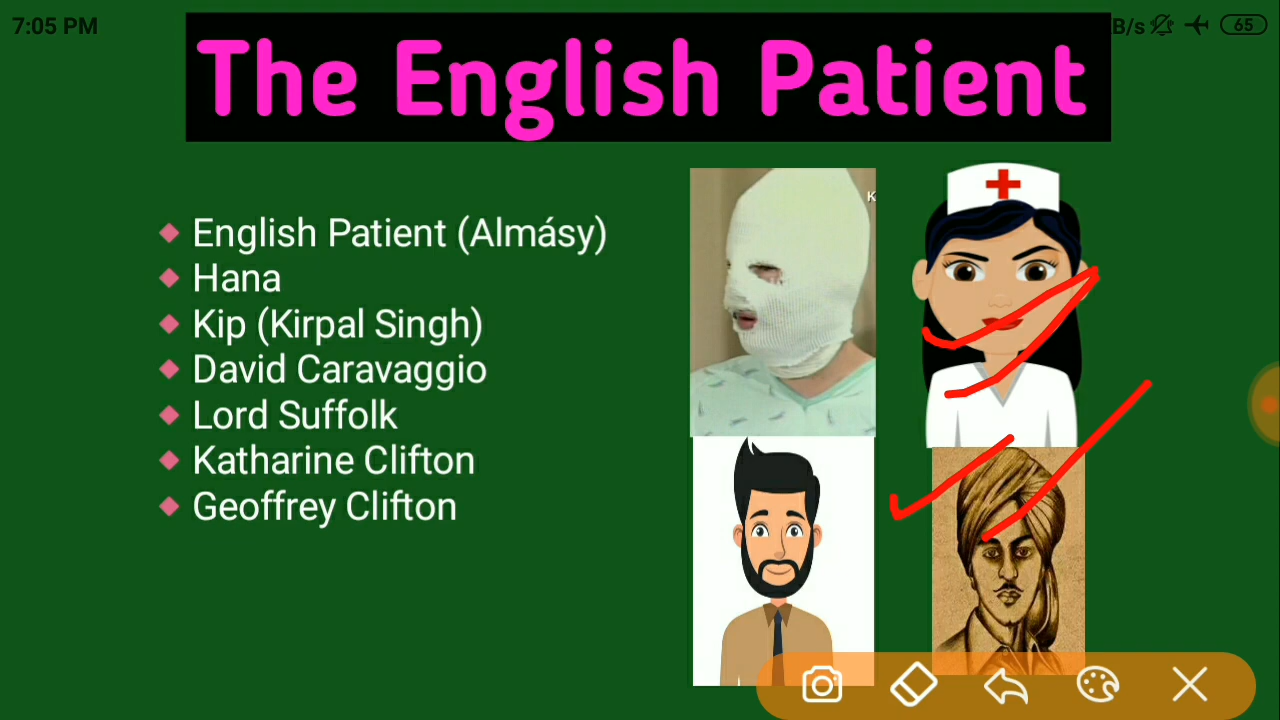 7:05 PM
B/s
65
The English Patient
K
English Patient (Almásy)
Hana
Kip (Kirpal Singh)
David Caravaggio
Lord Suffolk
Katharine Clifton
Geoffrey Clifton